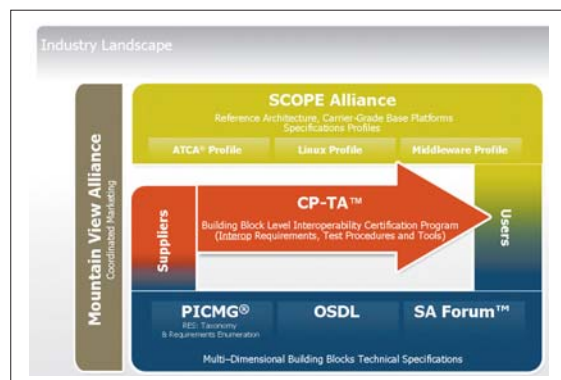 Industry Landscape
Mountain View Alliance
Coordinated Marketing
SCOPE Alliance
Reference Architecture, Carrier-Grade Base Platforms
Specifications Profiles
ATCA® Profile
Linux Profile
Middleware Profile
Suppliers
CP-TA™
Building Block Level Interoperability Certification Program
(Interop Requirements, Test Procedures and Tools)
Users
PICMG®
RES: Taxonomy
& Requirements Enumeration
OSDL
SA Forum™
Multi–Dimensional Building Blocks Technical Specifications